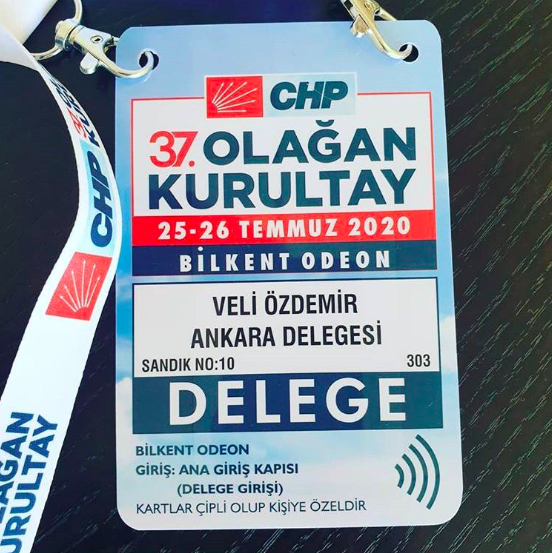 CHP
37. OLAĞAN
KURULTAY
25-26 TEMMUZ 2020
BİLKENT ODEON
VELİ ÖZDEMİR
ANKARA DELEGESİ
SANDIK NO:10 303
DELEGE
BİLKENT ODEON
GİRİŞ: ANA GİRİŞ KAPISI
(DELEGE GİRİŞİ)
KARTLAR ÇİPLİ OLUP KİŞİYE ÖZELDİR
CHP